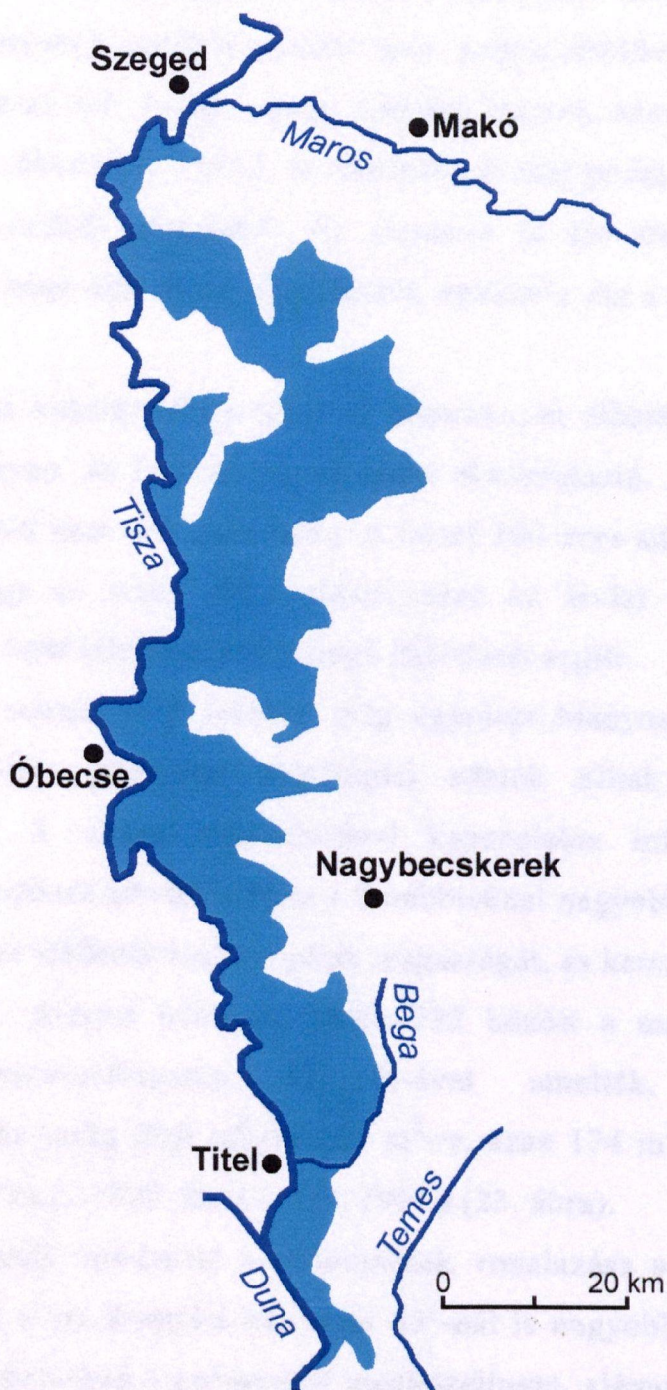 Szeged
Makó
Maros
Tisza
Óbecse
Nagybecskerek
Bega
Titel
Temes
Duna
0 20 km